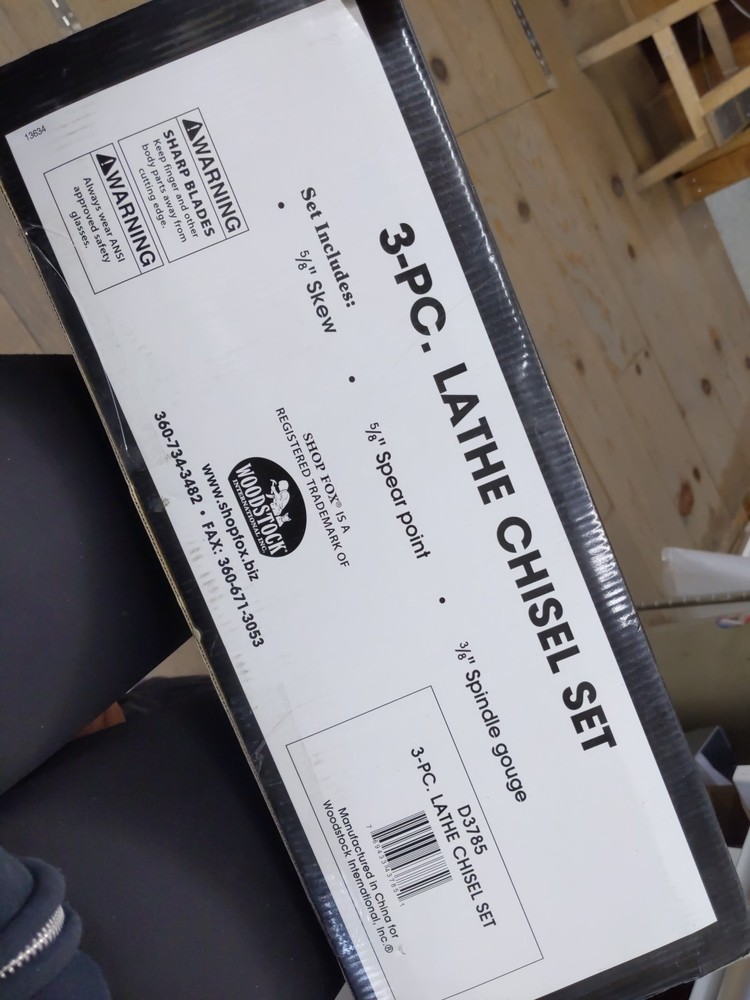 3-PC. LATHE CHISEL SET
Set Includes:
• 5/8" Skew • 5/8" Spear point • 3/8" Spindle gouge
⚠WARNING
SHARP BLADES
Keep finger and other
body parts away from
cutting edge.
⚠WARNING
Always wear ANSI
approved safety
glasses.
13634
SHOP FOX® IS A
REGISTERED TRADEMARK OF
WOODSTOCK
INTERNATIONAL INC.
www.shopfox.biz
360-734-3482 • FAX: 360-671-3053
D3785
3-PC. LATHE CHISEL SET
Manufactured in China for
Woodstock International, Inc.®